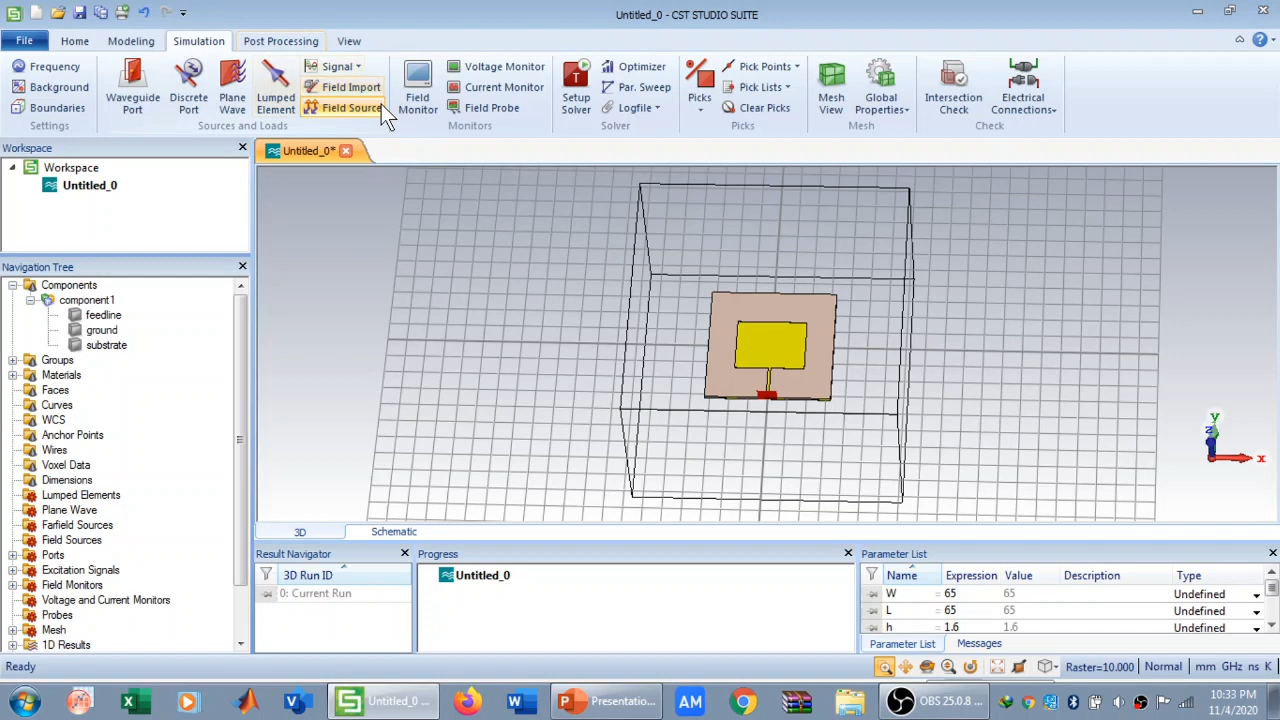 Untitled_0 - CST STUDIO SUITE
File Home Modeling Simulation Post Processing View
Frequency
Background
Boundaries
Settings
Waveguide Port
Discrete Port
Plane Wave
Lumped Element
Signal
Field Import
Field Source
Sources and Loads
Field Monitor
Voltage Monitor
Current Monitor
Field Probe
Monitors
Setup Solver
Optimizer
Par. Sweep
Logfile
Solver
Picks
Pick Points
Pick Lists
Clear Picks
Picks
Mesh View
Global Properties
Mesh
Intersection Check
Electrical Connections
Check
Workspace
Workspace
Untitled_0
Untitled_0*
Navigation Tree
Components
component1
feedline
ground
substrate
Groups
Materials
Faces
Curves
WCS
Anchor Points
Wires
Voxel Data
Dimensions
Lumped Elements
Plane Wave
Farfield Sources
Field Sources
Ports
Excitation Signals
Field Monitors
Voltage and Current Monitors
Probes
Mesh
1D Results
y
z
x
3D Schematic
Result Navigator
3D Run ID
0: Current Run
Progress
Untitled_0
Parameter List
Name Expression Value Description Type
W = 65 65 Undefined
L = 65 65 Undefined
h = 1.6 1.6 Undefined
Parameter List Messages
Ready
Raster=10.000 Normal mm GHz ns K
Untitled_0 ...
Presentatio...
AM
OBS 25.0.8 ...
10:33 PM
11/4/2020